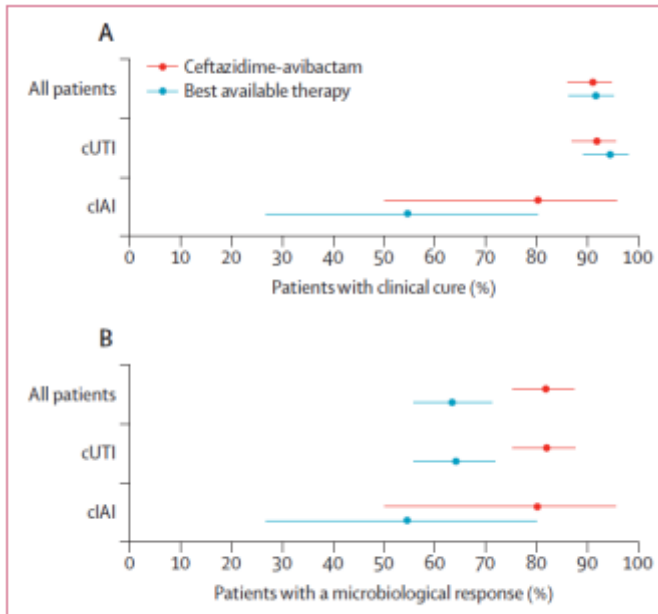 A
Ceftazidime-avibactam
Best available therapy
All patients
cUTI
cIAI
0 10 20 30 40 50 60 70 80 90 100
Patients with clinical cure (%)
B
All patients
cUTI
cIAI
0 10 20 30 40 50 60 70 80 90 100
Patients with a microbiological response (%)